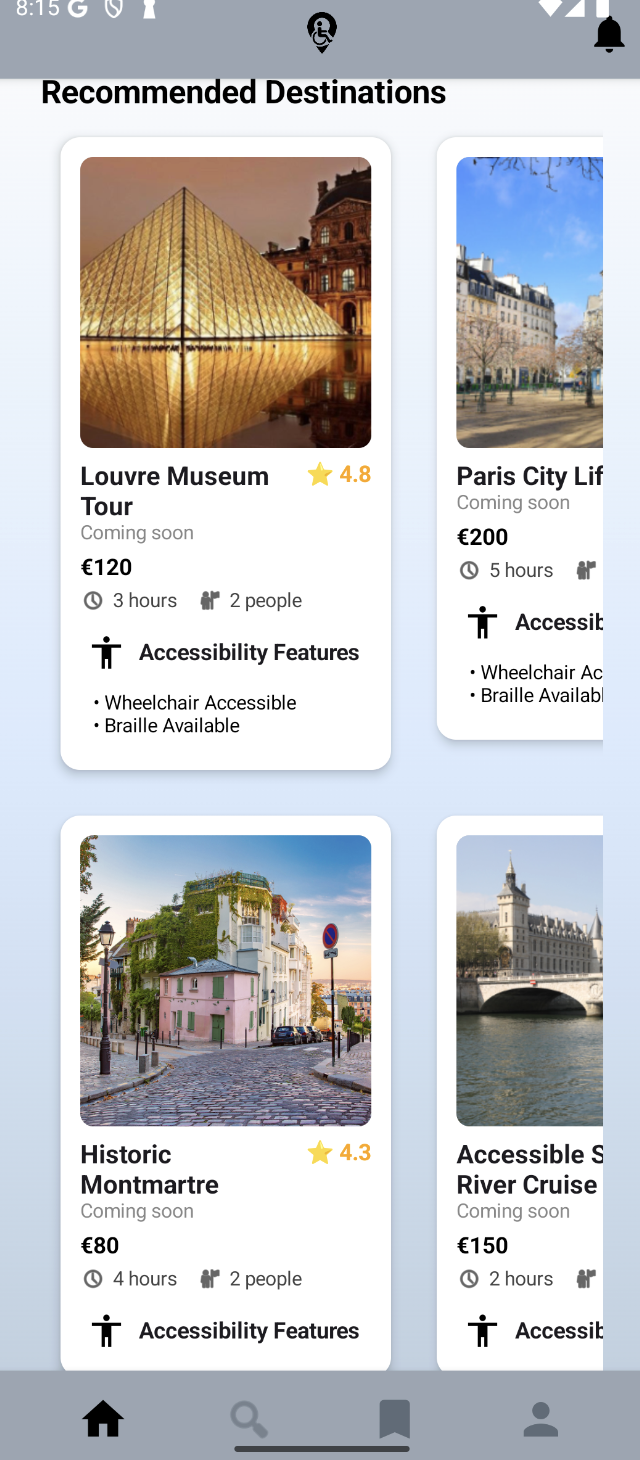 8:15
Recommended Destinations
Louvre Museum
Tour
4.8
Coming soon
€120
3 hours 2 people
Accessibility Features
• Wheelchair Accessible
• Braille Available
Paris City Lif
Coming soon
€200
5 hours
Accessib
• Wheelchair Ac
• Braille Availabl
Historic
Montmartre
4.3
Coming soon
€80
4 hours 2 people
Accessibility Features
Accessible S
River Cruise
Coming soon
€150
2 hours
Accessib